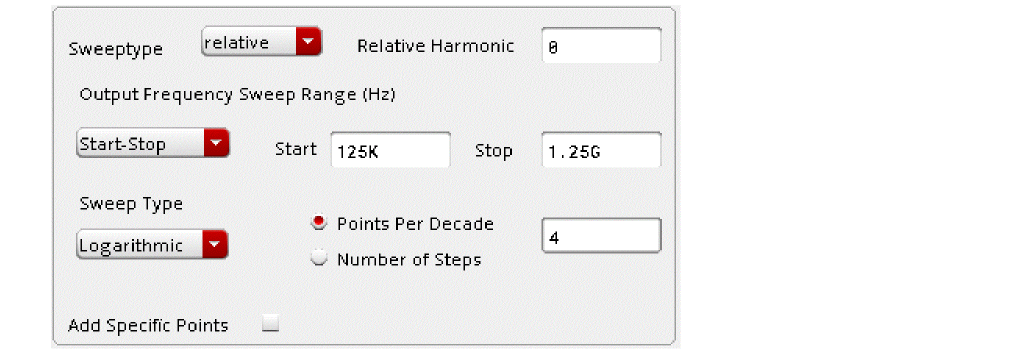 Sweeptype relative Relative Harmonic 0
Output Frequency Sweep Range (Hz)
Start-Stop Start 125K Stop 1.25G
Sweep Type
Points Per Decade
Logarithmic 4
Number of Steps
Add Specific Points